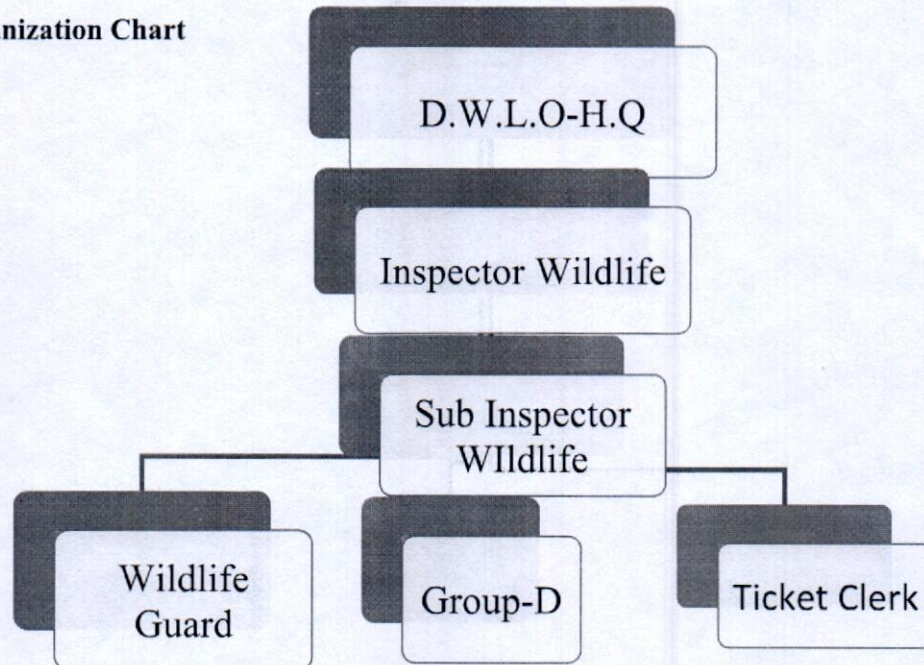 nization Chart
D.W.L.O-H.Q
Inspector Wildlife
Sub Inspector
WIldlife
Wildlife
Guard
Group-D
Ticket Clerk